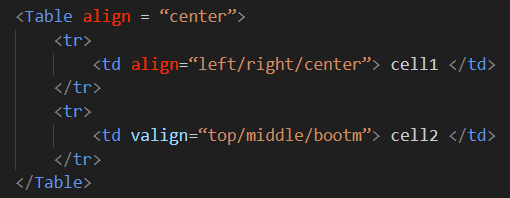 <Table align = “center”>
<tr>
<td align=“left/right/center”> cell1 </td>
</tr>
<tr>
<td valign=“top/middle/bootm”> cell2 </td>
</tr>
</Table>